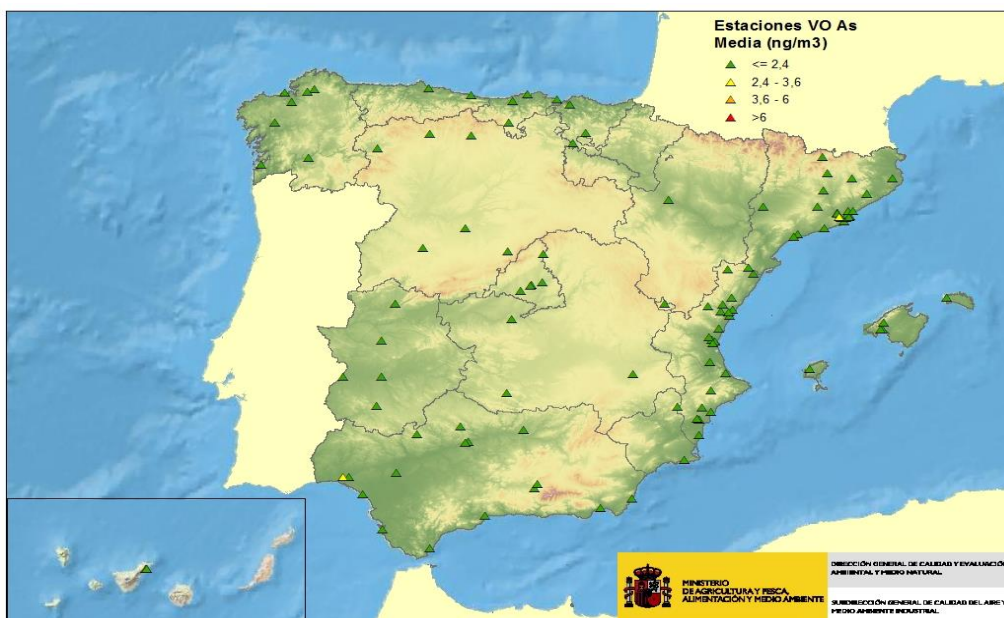 Estaciones VO As
Media (ng/m3)
<= 2,4
2,4 - 3,6
3,6 - 6
>6
MINISTERIO
DE AGRICULTURA Y PESCA,
ALIMENTACIÓN Y MEDIO AMBIENTE
DIRECCIÓN GENERAL DE CALIDAD Y EVALUACIÓN
AMBIENTAL Y MEDIO NATURAL
SUBDIRECCIÓN GENERAL DE CALIDAD DEL AIRE Y
MEDIO AMBIENTE INDUSTRIAL